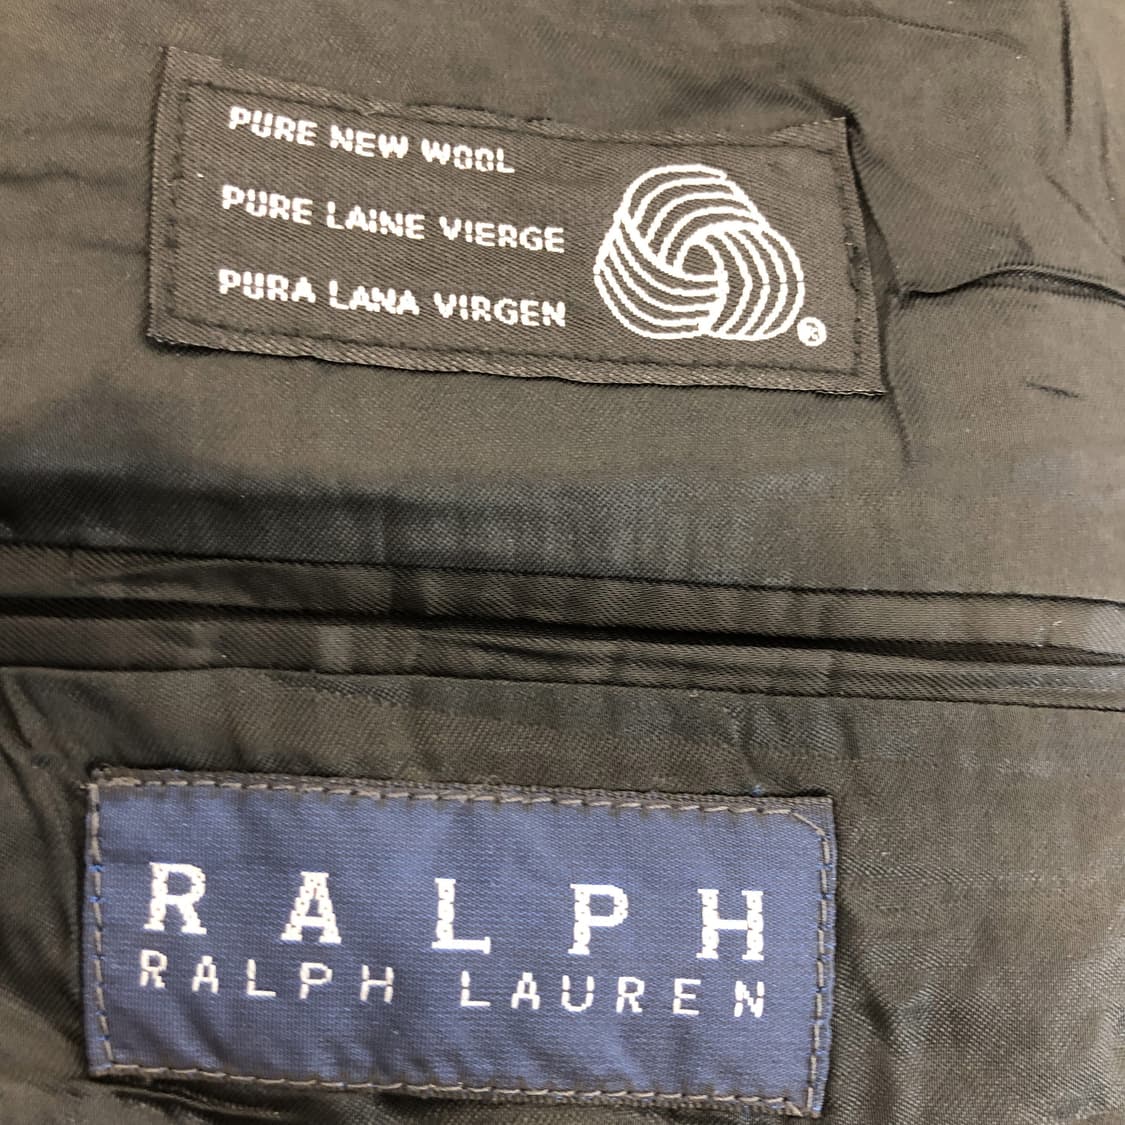 PURE NEW WOOL
PURE LAINE VIERGE
PURA LANA VIRGEN
®
RALPH
RALPH LAUREN